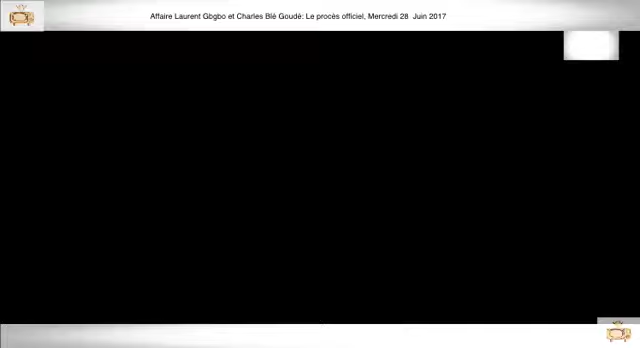 Affaire Laurent Gbgbo et Charles Blé Goudé: Le procès officiel, Mercredi 28 Juin 2017